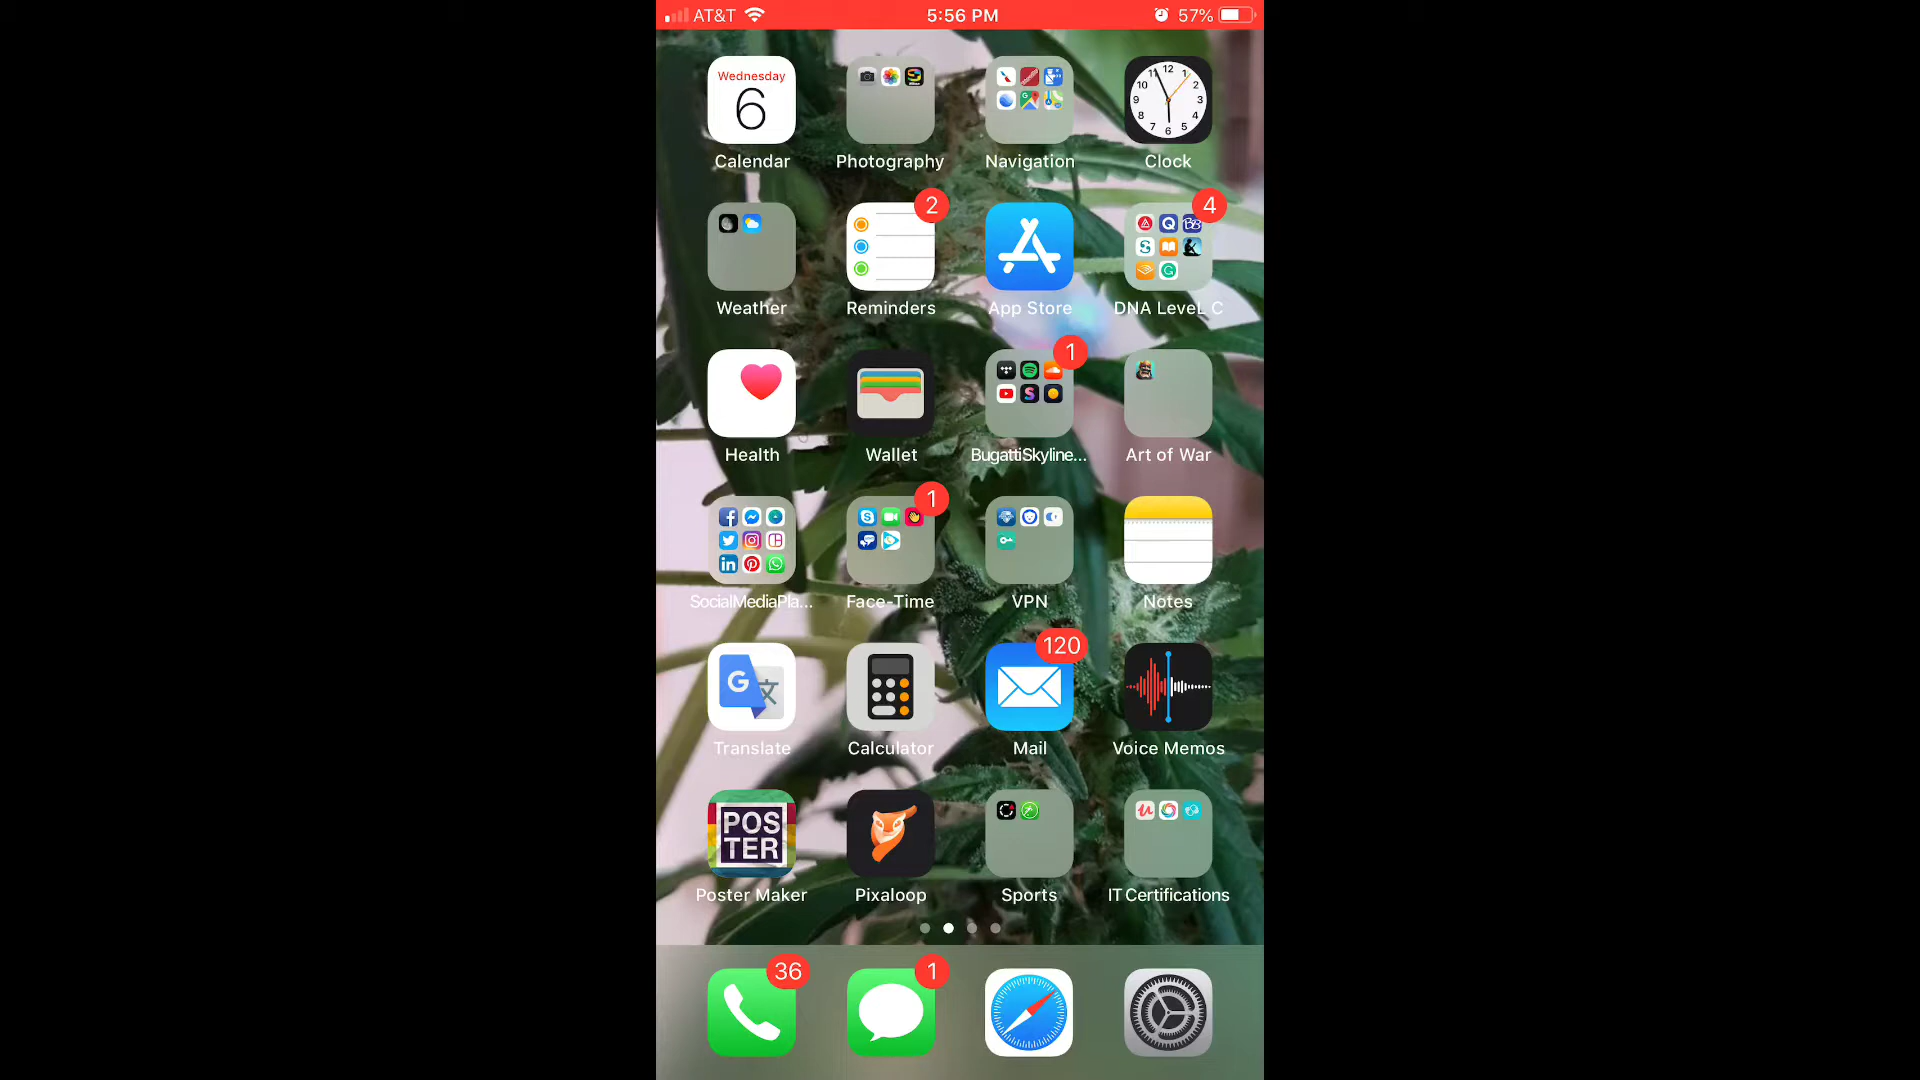 AT&T 5:56 PM 57%
Wednesday
6
Calendar Photography Navigation Clock
2 4
Weather Reminders App Store DNA LeveL C
1
Health Wallet BugattiSkyline... Art of War
1
SocialMediaPla... Face-Time VPN Notes
120
Translate Calculator Mail Voice Memos
POS
TER
Poster Maker Pixaloop Sports IT Certifications
36 1